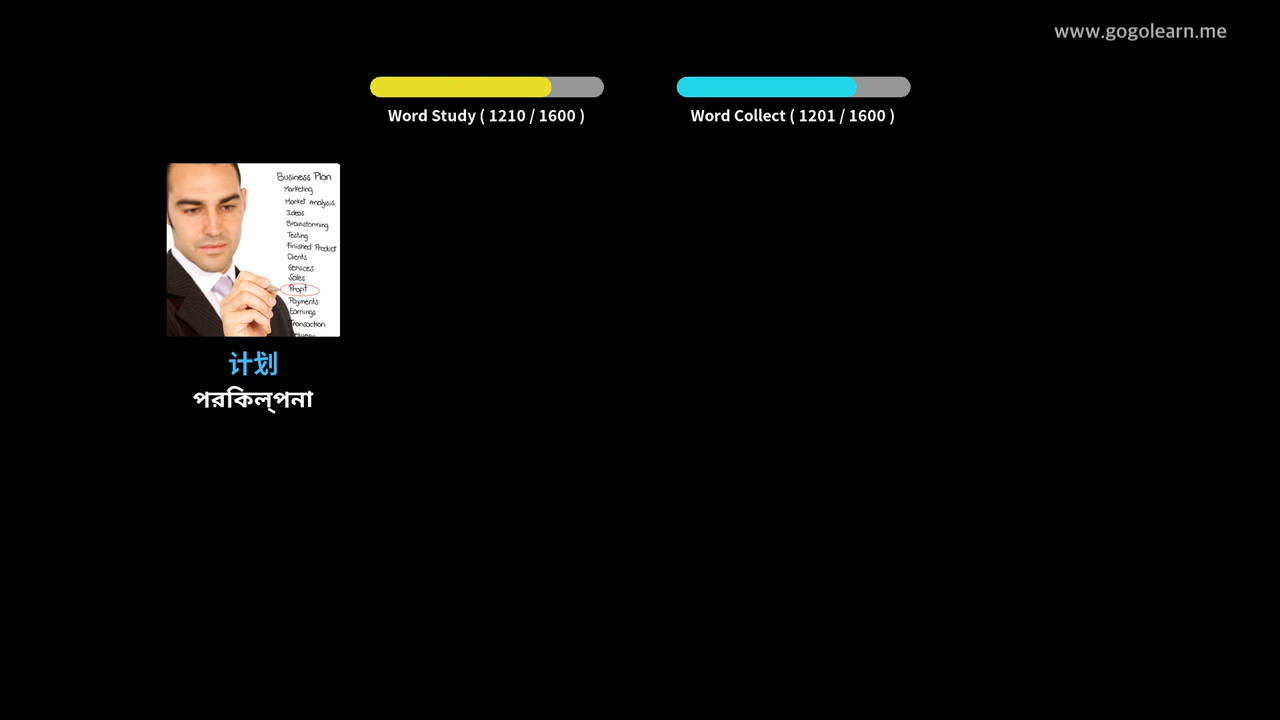 www.gogolearn.me
Word Study ( 1210 / 1600 )
Word Collect ( 1201 / 1600 )
Business Plan
Marketing
Market Analysis
Ideas
Brainstorming
Testing
Finished Product
Clients
Services
Sales
Profit
Payments
Earnings
Transaction
计划
পরকিল্পনা